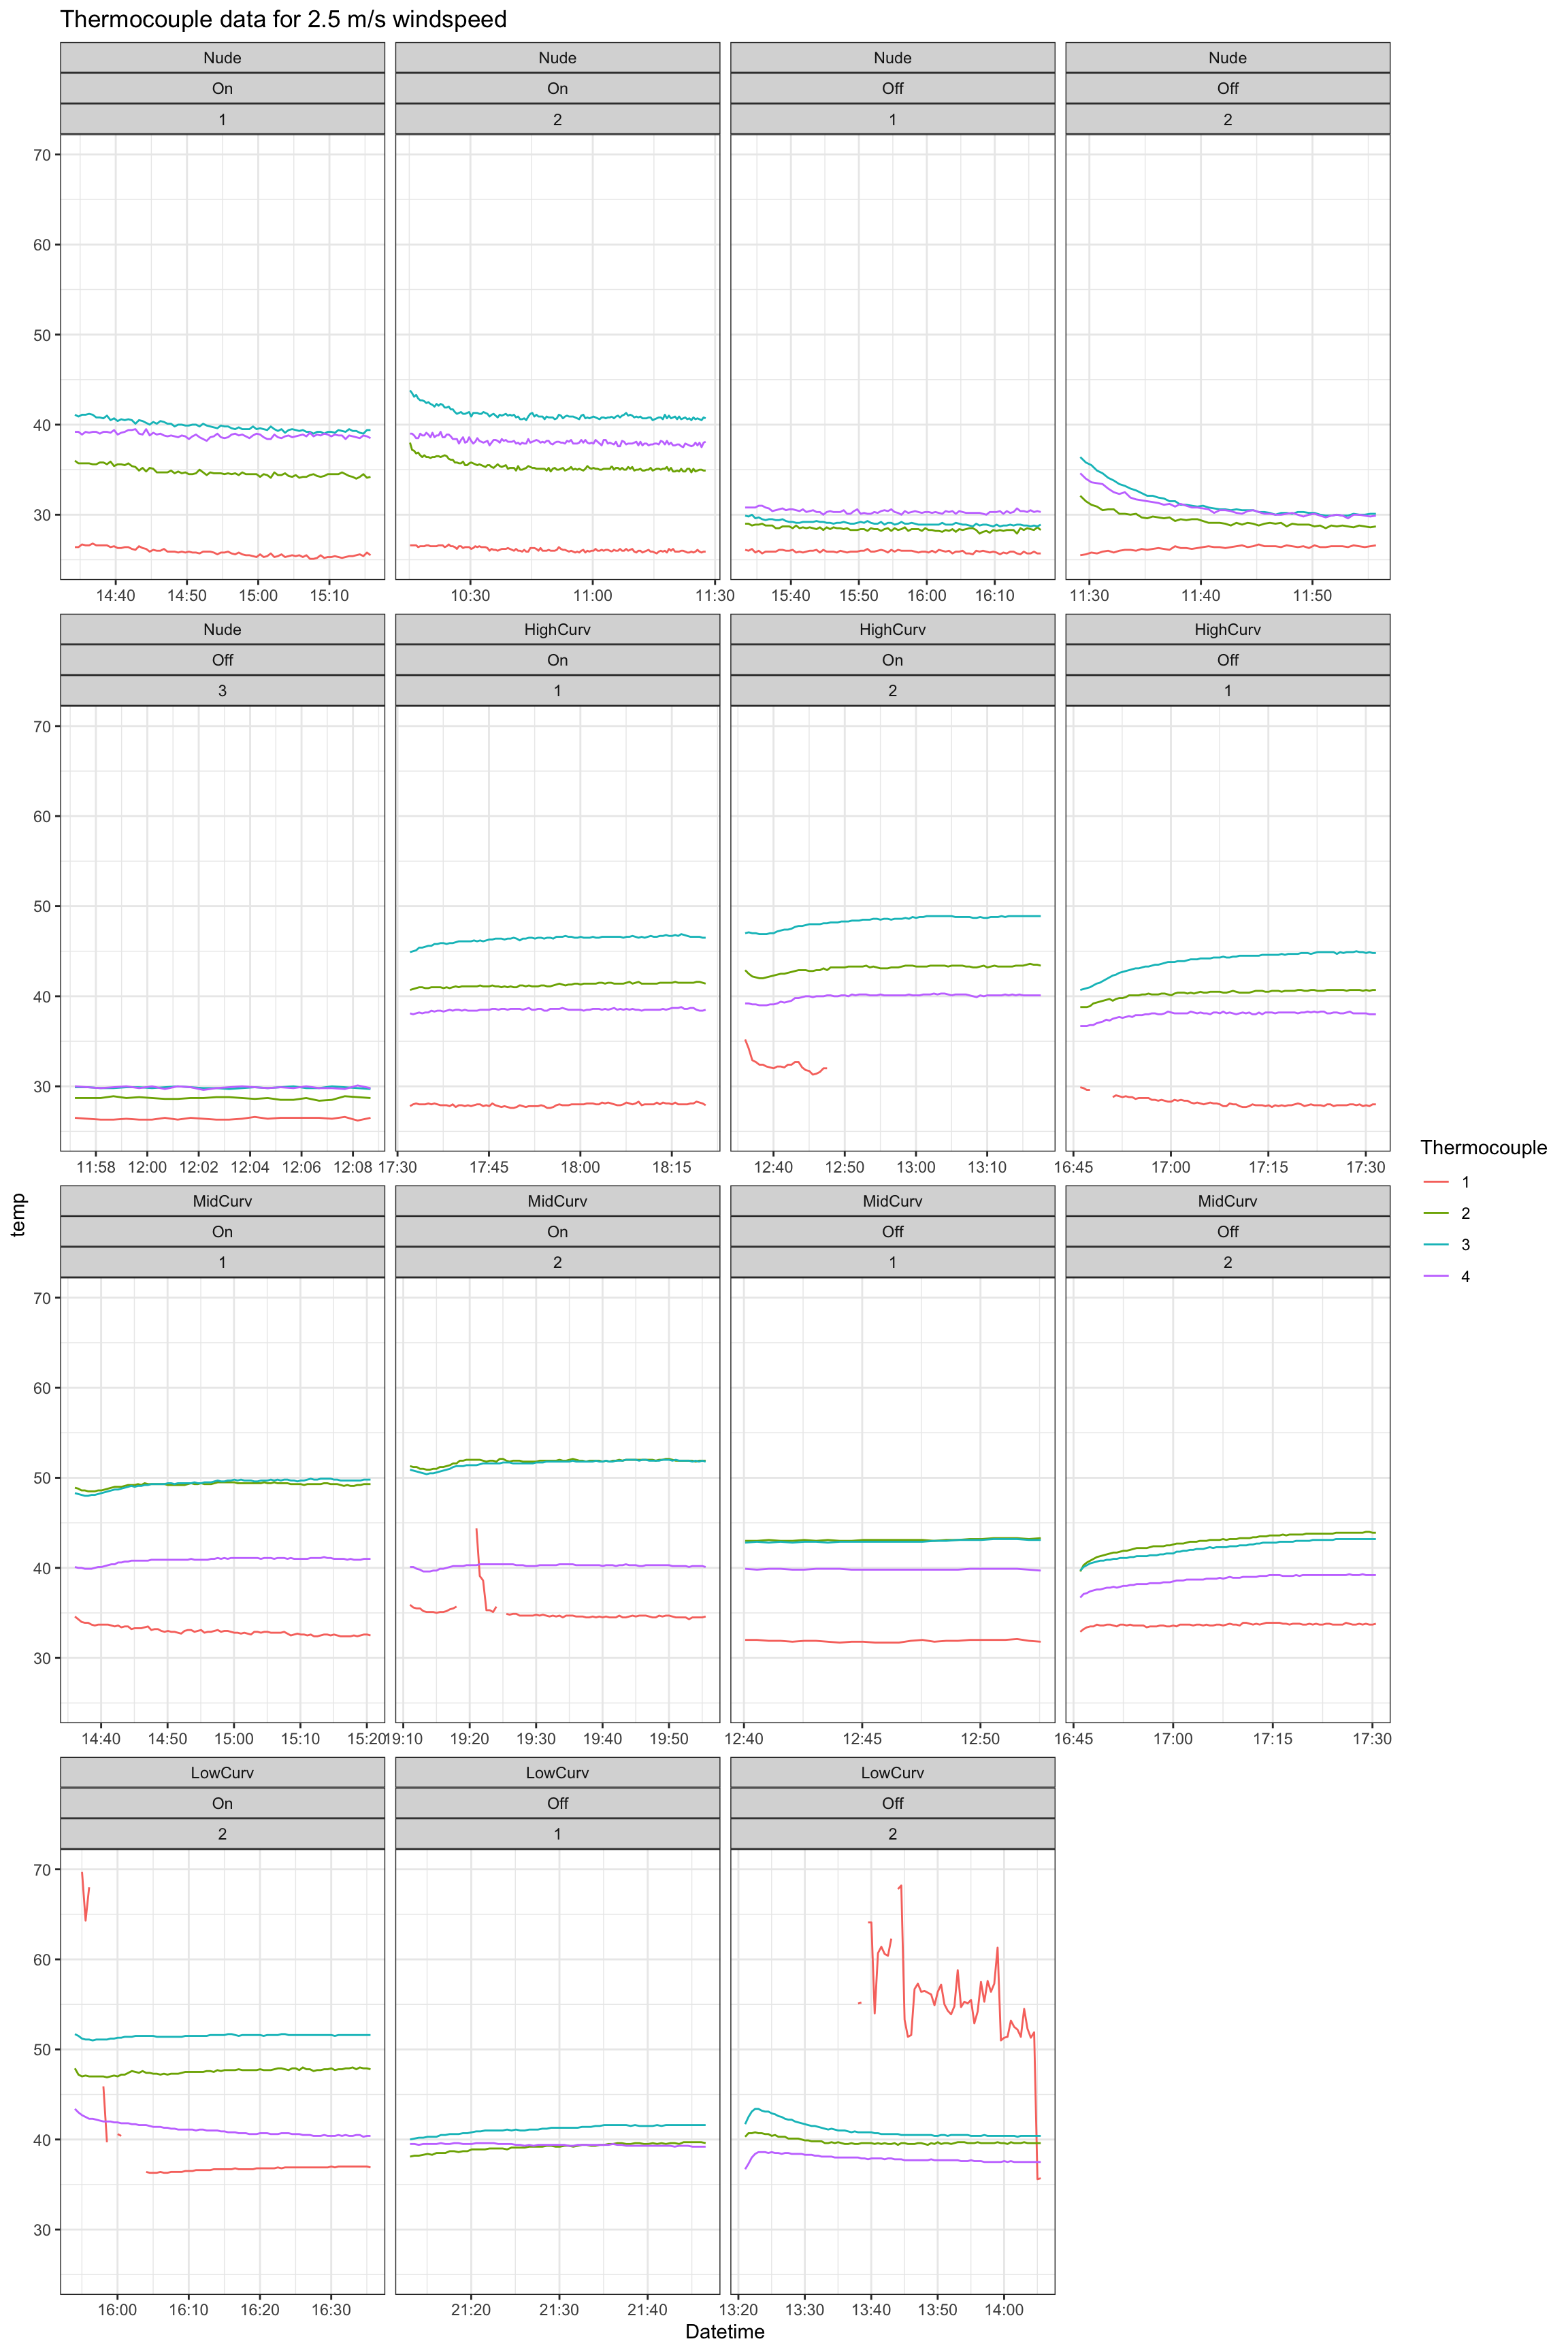 Thermocouple data for 2.5 m/s windspeed
Nude Nude Nude Nude
On On Off Off
1 2 1 2
70
60
50
40
30
14:40 14:50 15:00 15:10 10:30 11:00 11:30 15:40 15:50 16:00 16:10 11:30 11:40 11:50
Nude HighCurv HighCurv HighCurv
Off On On Off
3 1 2 1
70
60
50
40
30
11:58 12:00 12:02 12:04 12:06 12:08 17:30 17:45 18:00 18:15 12:40 12:50 13:00 13:10 16:45 17:00 17:15 17:30
Thermocouple
1
2
3
4
temp
MidCurv MidCurv MidCurv MidCurv
On On Off Off
1 2 1 2
70
60
50
40
30
14:40 14:50 15:00 15:10 15:20 19:10 19:20 19:30 19:40 19:50 12:40 12:45 12:50 16:45 17:00 17:15 17:30
LowCurv LowCurv LowCurv
On Off Off
2 1 2
70
60
50
40
30
16:00 16:10 16:20 16:30 21:20 21:30 21:40 13:20 13:30 13:40 13:50 14:00
Datetime